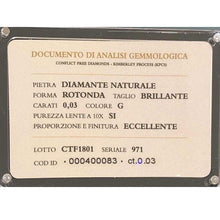 DOCUMENTO DI ANALISI GEMMOLOGICA
CONFLICT FREE DIAMONDS - KIMBERLEY PROCESS (KPCS)
PIETRA DIAMANTE NATURALE
FORMA ROTONDA TAGLIO BRILLANTE
CARATI 0,03 COLORE G
PUREZZA LENTE A 10X SI
PROPORZIONE E FINITURA ECCELLENTE
LOTTO CTF1801 SERIALE 971
COD ID · 000400083 · ct.0.03